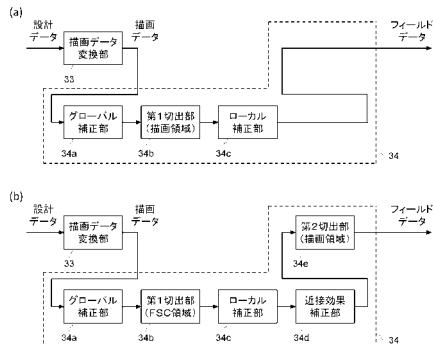 (a)
設計
データ
描画
データ
フィールド
データ
描画データ
変換部
33
グローバル
補正部
第1切出部
(描画領域)
ローカル
補正部
34a
34b
34c
34
(b)
設計
データ
描画
データ
フィールド
データ
描画データ
変換部
第2切出部
(描画領域)
33
34e
グローバル
補正部
第1切出部
(FSC領域)
ローカル
補正部
近接効果
補正部
34a
34b
34c
34d
34